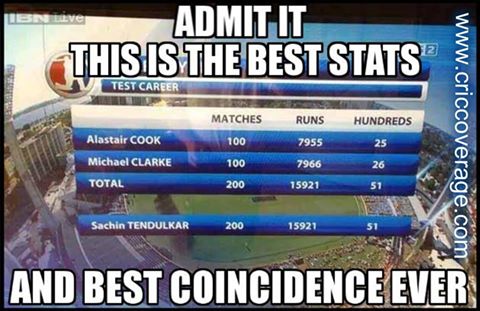 IBN Live
ADMIT IT
THIS IS THE BEST STATS
TEST CAREER
MATCHES RUNS HUNDREDS
Alastair COOK 100 7955 25
Michael CLARKE 100 7966 26
TOTAL 200 15921 51
Sachin TENDULKAR 200 15921 51
AND BEST COINCIDENCE EVER
www.criccoverage.com